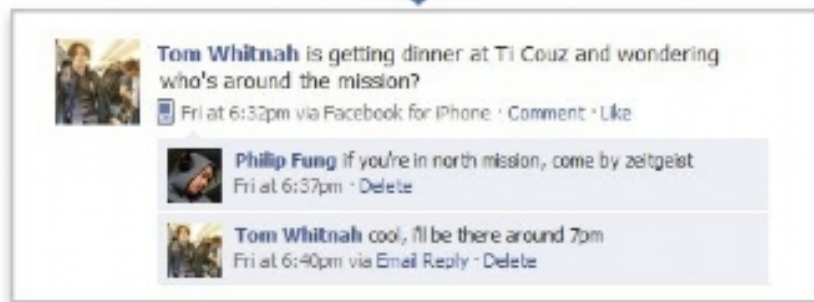 Tom Whitnah is getting dinner at Ti Couz and wondering
who's around the mission?
Fri at 6:32pm via Facebook for iPhone · Comment · Like
Philip Fung if you're in north mission, come by zeitgeist
Fri at 6:37pm · Delete
Tom Whitnah cool, I'll be there around 7pm
Fri at 6:40pm via Email Reply · Delete